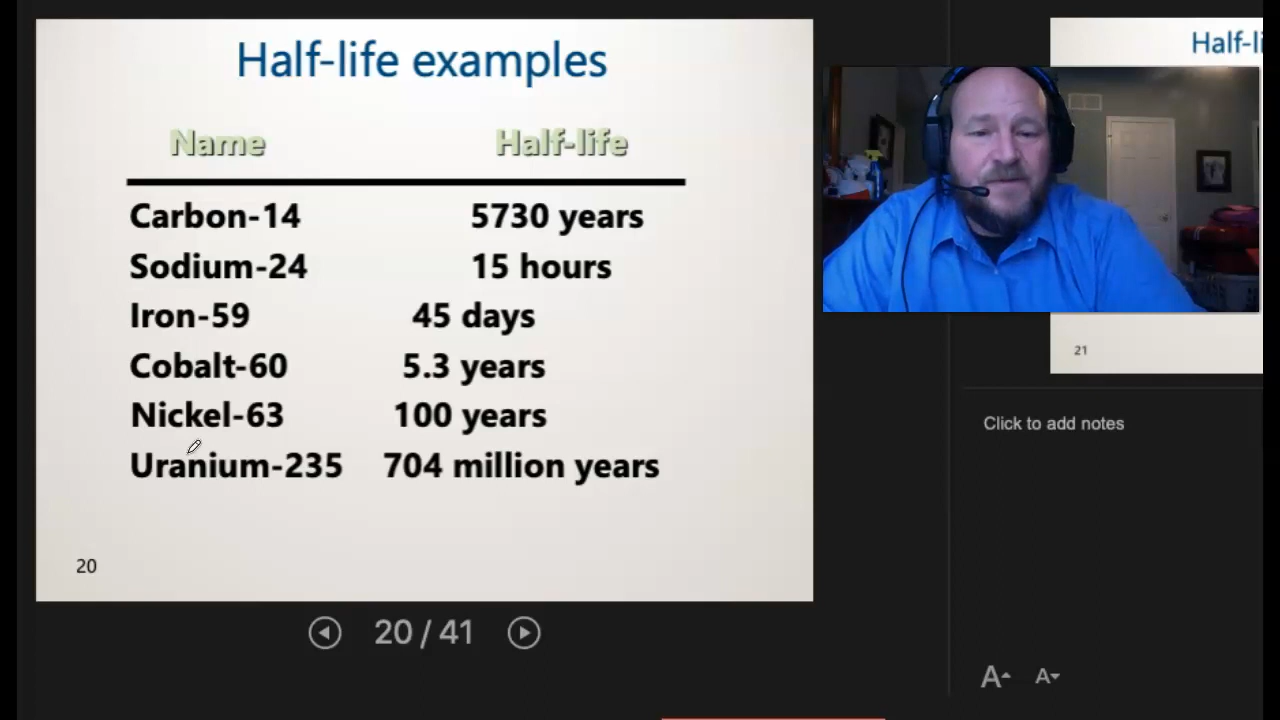 Half-life examples
Name Half-life
Carbon-14 5730 years
Sodium-24 15 hours
Iron-59 45 days
Cobalt-60 5.3 years
Nickel-63 100 years
Uranium-235 704 million years
20
20 / 41
Half-li
21
Click to add notes
A A